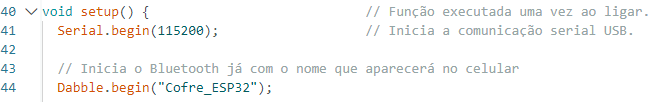 40 void setup() { // Função executada uma vez ao ligar.
41 Serial.begin(115200); // Inicia a comunicação serial USB.
42
43 // Inicia o Bluetooth já com o nome que aparecerá no celular
44 Dabble.begin("Cofre_ESP32");